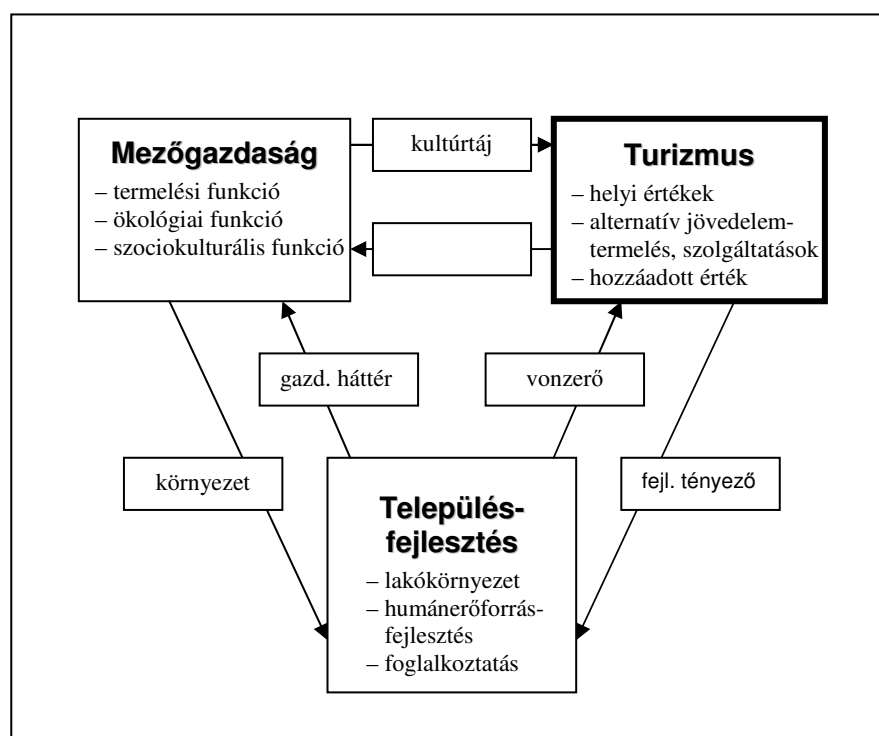 Mezőgazdaság
– termelési funkció
– ökológiai funkció
– szociokulturális funkció
kultúrtáj
Turizmus
– helyi értékek
– alternatív jövedelem-
termelés, szolgáltatások
– hozzáadott érték
gazd. háttér
vonzerő
környezet
fejl. tényező
Település-
fejlesztés
– lakókörnyezet
– humánerőforrás-
fejlesztés
– foglalkoztatás